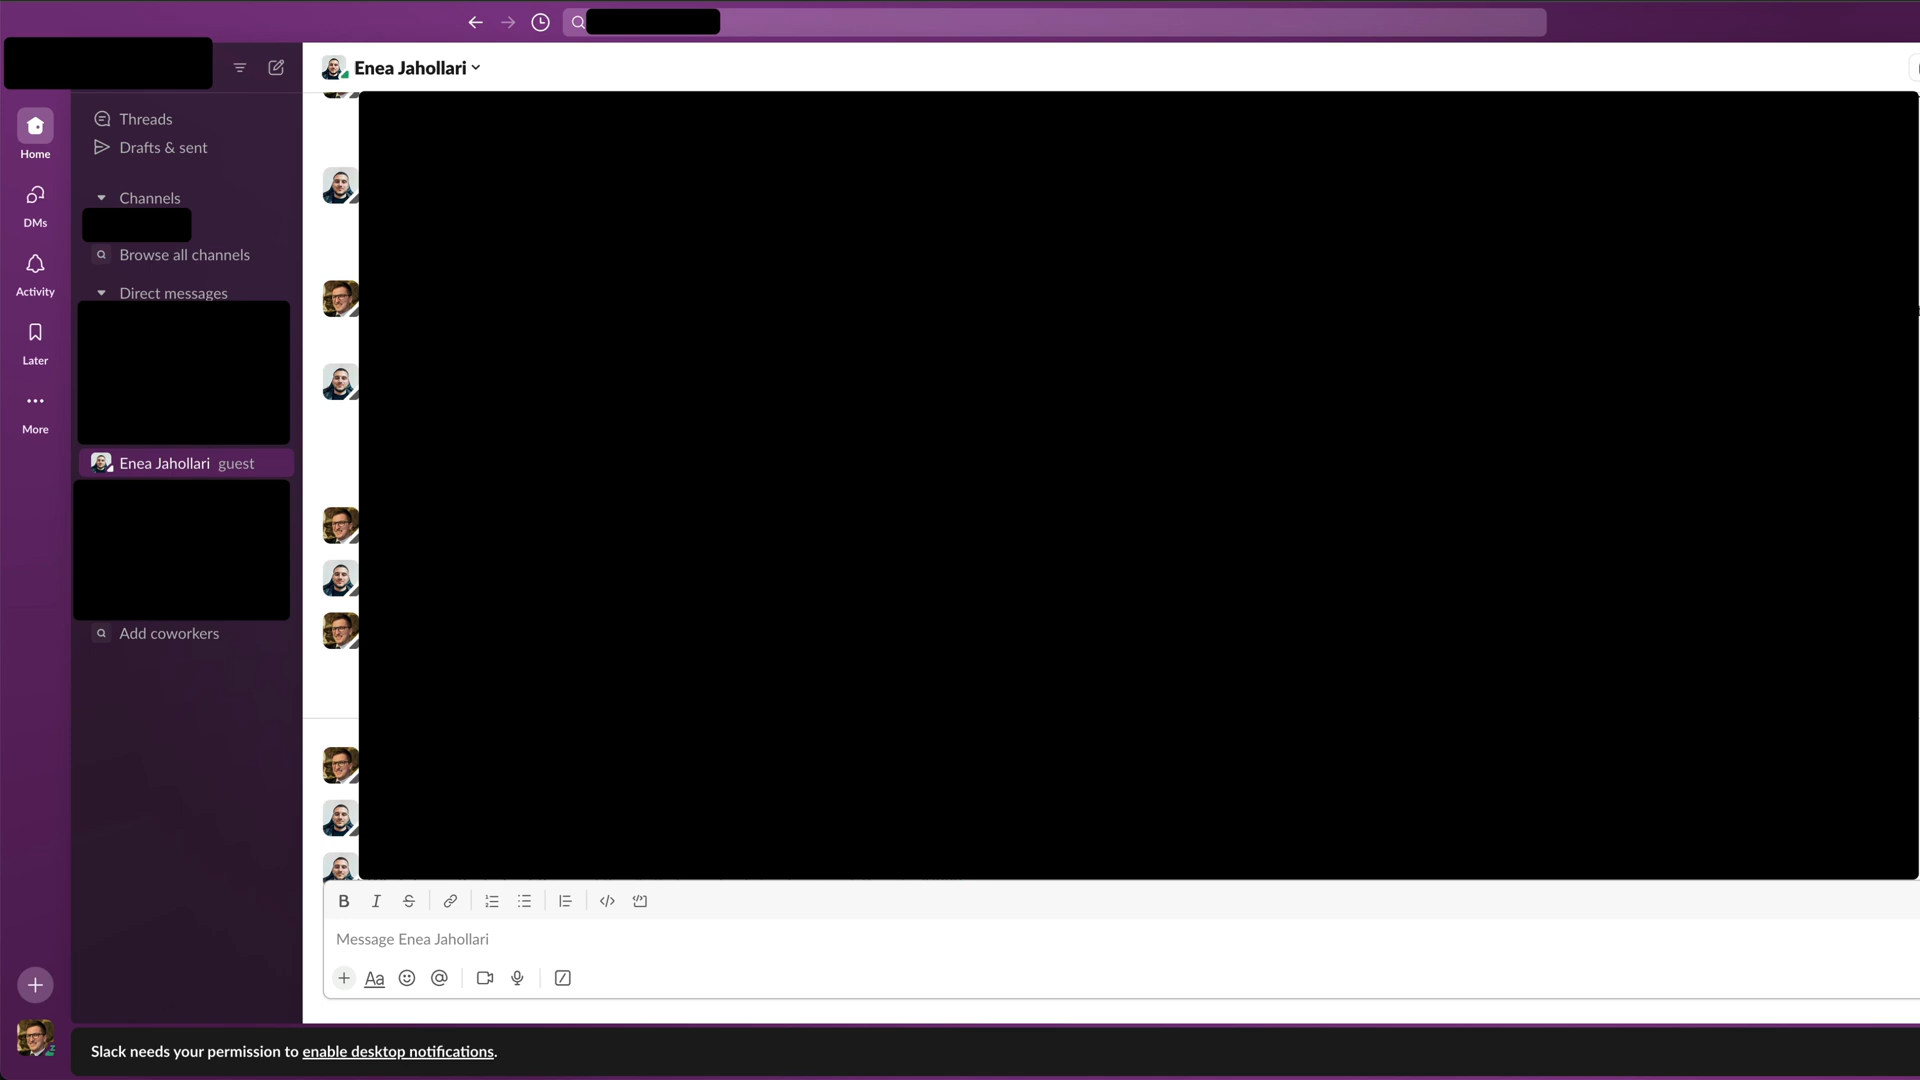 Enea Jahollari
Threads
Drafts & sent
Channels
Browse all channels
Direct messages
Enea Jahollari guest
Add coworkers
Home
DMs
Activity
Later
More
B I S
Message Enea Jahollari
Aa
Slack needs your permission to enable desktop notifications.